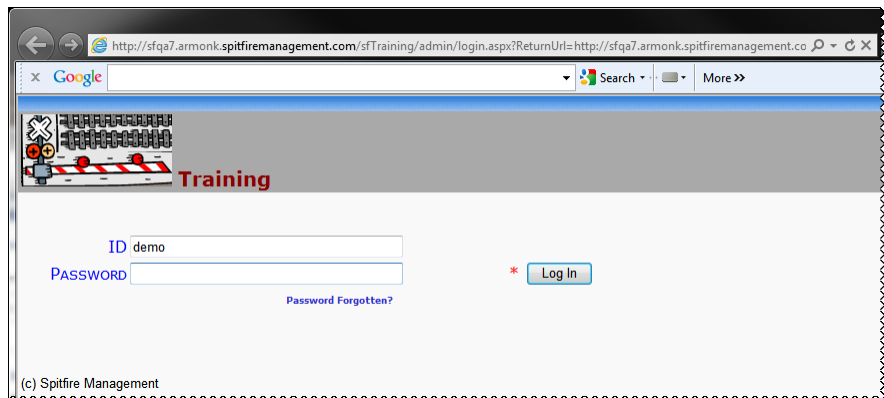 http://sfqa7.armonk.spitfiremanagement.com/sfTraining/admin/login.aspx?ReturnUrl=http://sfqa7.armonk.spitfiremanagement.co
x Google Search More »
Training
ID demo
PASSWORD * Log In
Password Forgotten?
(c) Spitfire Management